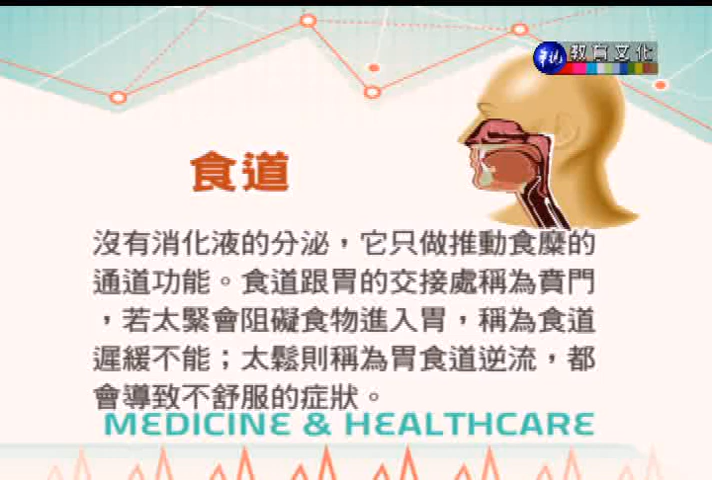 華視 教育文化
食道
沒有消化液的分泌，它只做推動食糜的
通道功能。食道跟胃的交接處稱為賁門
，若太緊會阻礙食物進入胃，稱為食道
遲緩不能；太鬆則稱為胃食道逆流，都
會導致不舒服的症狀。
MEDICINE & HEALTHCARE